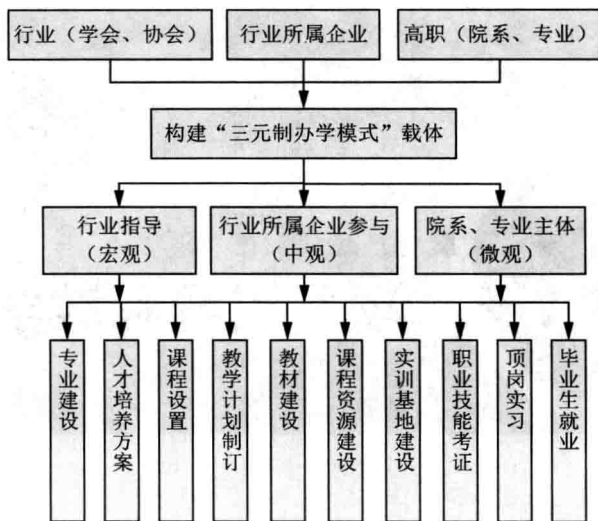 行业（学会、协会）
行业所属企业
高职（院系、专业）
构建“三元制办学模式”载体
行业指导
（宏观）
行业所属企业参与
（中观）
院系、专业主体
（微观）
专业建设
人才培养方案
课程设置
教学计划制订
教材建设
课程资源建设
实训基地建设
职业技能考证
顶岗实习
毕业生就业